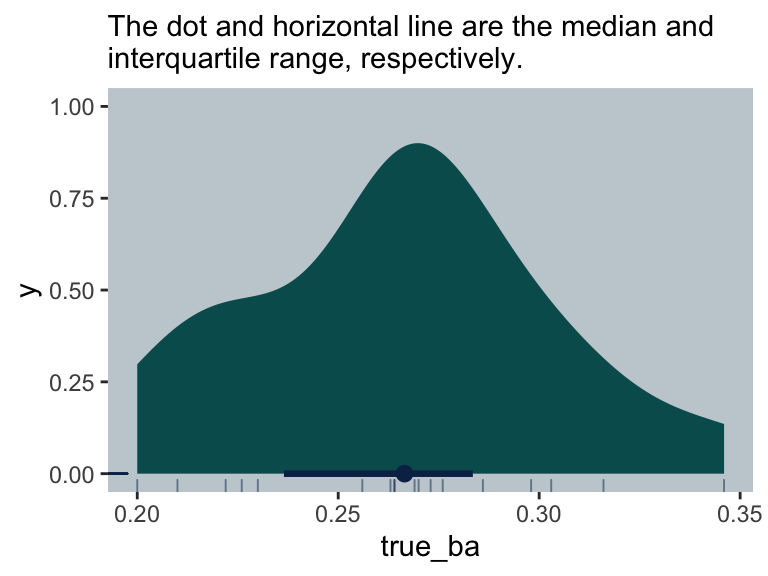 The dot and horizontal line are the median and
interquartile range, respectively.
1.00
0.75
0.50
0.25
0.00
y
0.20 0.25 0.30 0.35
true_ba